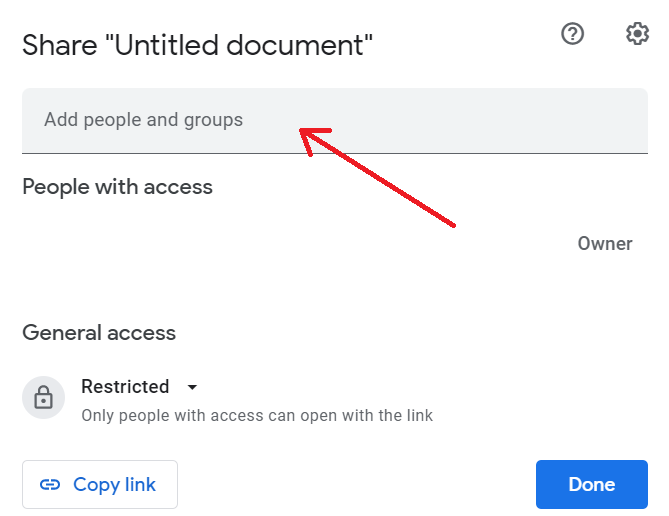 Share "Untitled document"
Add people and groups
People with access
Owner
General access
Restricted
Only people with access can open with the link
Copy link
Done